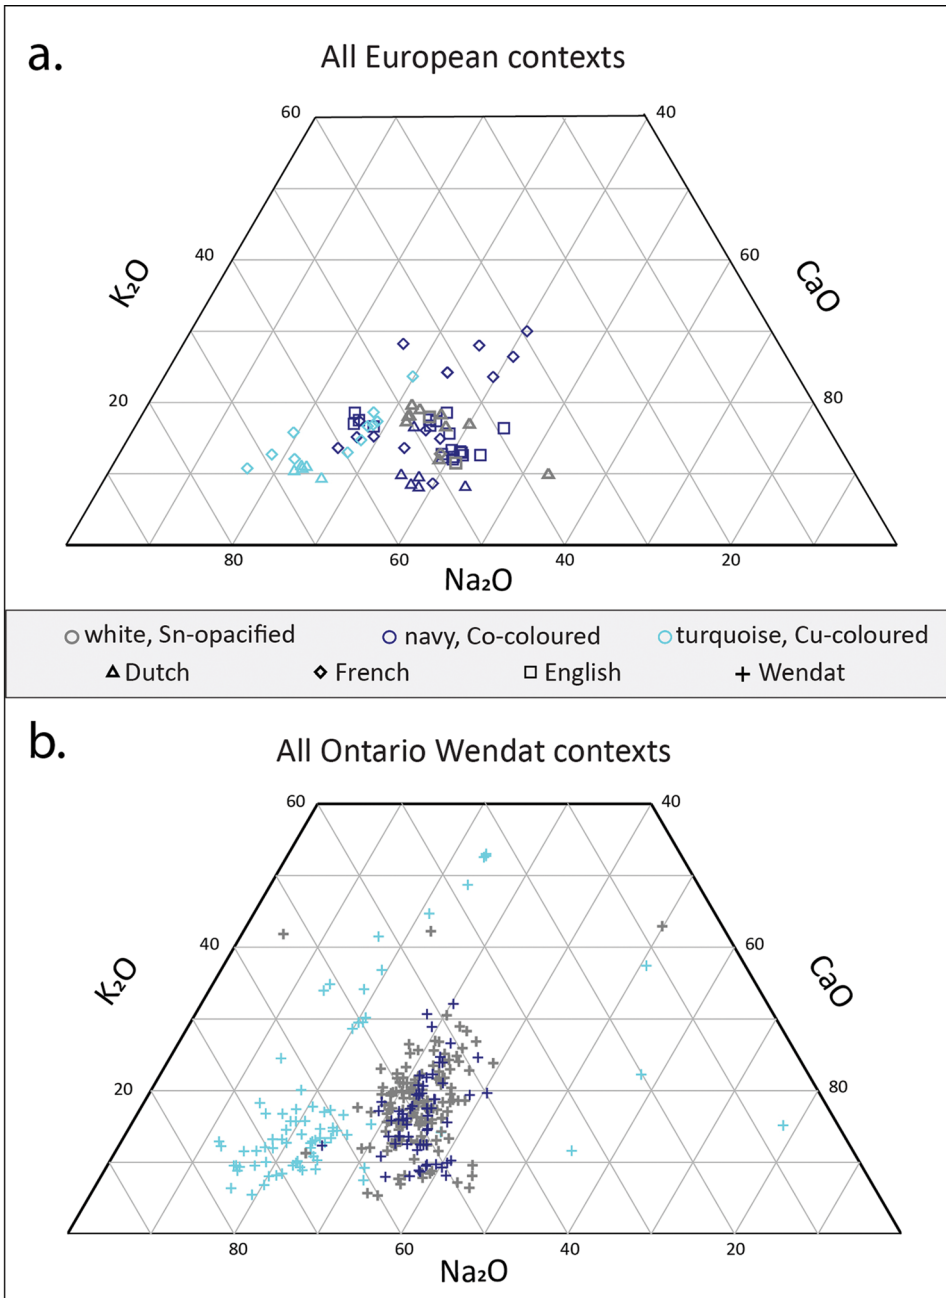 a.
All European contexts
60 40
40 60
K₂O CaO
20 80
80 60 40 20
Na₂O
white, Sn-opacified navy, Co-coloured turquoise, Cu-coloured
Dutch French English Wendat
b.
All Ontario Wendat contexts
60 40
40 60
K₂O CaO
20 80
80 60 40 20
Na₂O